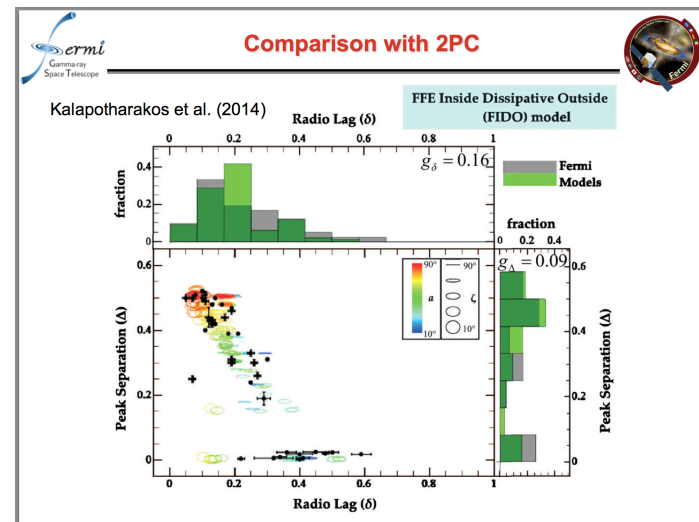 Fermi
Gamma-ray
Space Telescope
Comparison with 2PC
Fermi
Kalapotharakos et al. (2014)
FFE Inside Dissipative Outside
(FIDO) model
Radio Lag (δ)
0 0.2 0.4 0.6 0.8 1
fraction
0.4
0.2
0
g_δ = 0.16
Fermi
Models
fraction
0 0.2 0.4
g_Δ = 0.09
Peak Separation (Δ)
0.6
0.4
0.2
0
90°
a
10°
90°
ζ
10°
0.6
0.4
0.2
0
Peak Separation (Δ)
0 0.2 0.4 0.6 0.8 1
Radio Lag (δ)